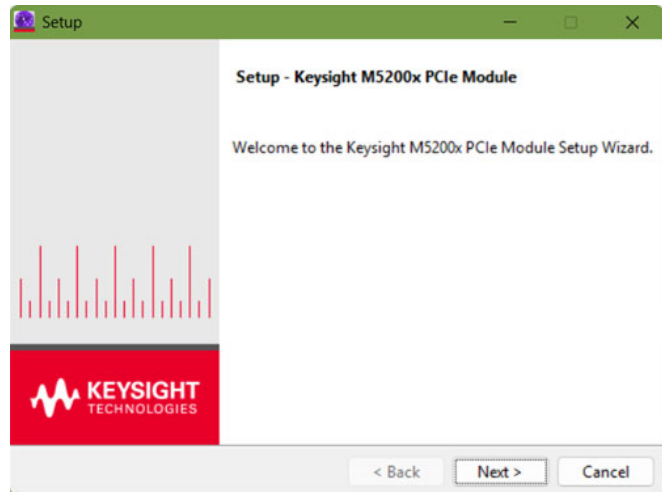 Setup
Setup - Keysight M5200x PCIe Module
Welcome to the Keysight M5200x PCIe Module Setup Wizard.
KEYSIGHT
TECHNOLOGIES
< Back
Next >
Cancel